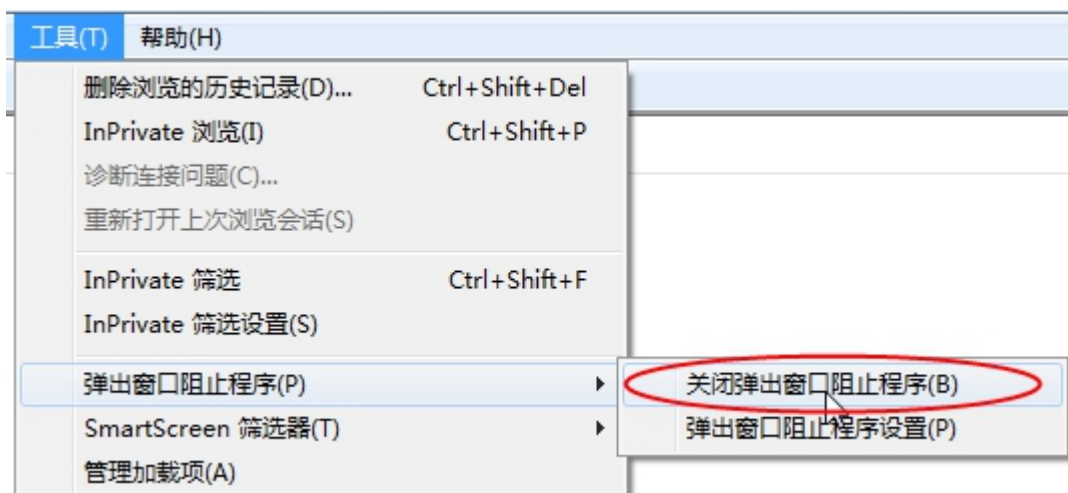 工具(T) 帮助(H)
删除浏览的历史记录(D)... Ctrl+Shift+Del
InPrivate 浏览(I) Ctrl+Shift+P
诊断连接问题(C)...
重新打开上次浏览会话(S)
InPrivate 筛选 Ctrl+Shift+F
InPrivate 筛选设置(S)
弹出窗口阻止程序(P) 关闭弹出窗口阻止程序(B)
SmartScreen 筛选器(T) 弹出窗口阻止程序设置(P)
管理加载项(A)